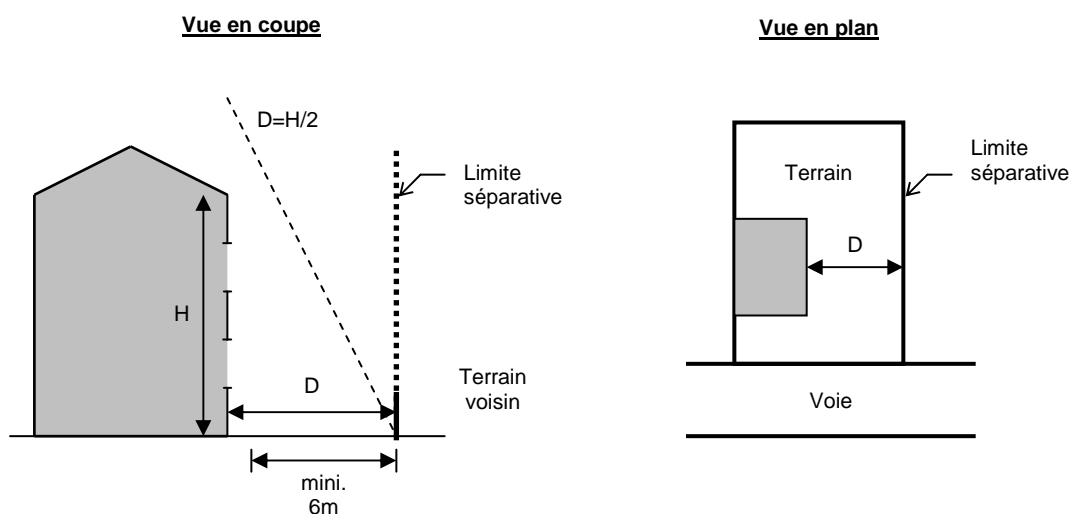 Vue en coupe
D=H/2
Limite
séparative
H
D
Terrain
voisin
mini.
6m
Vue en plan
Terrain
Limite
séparative
D
Voie